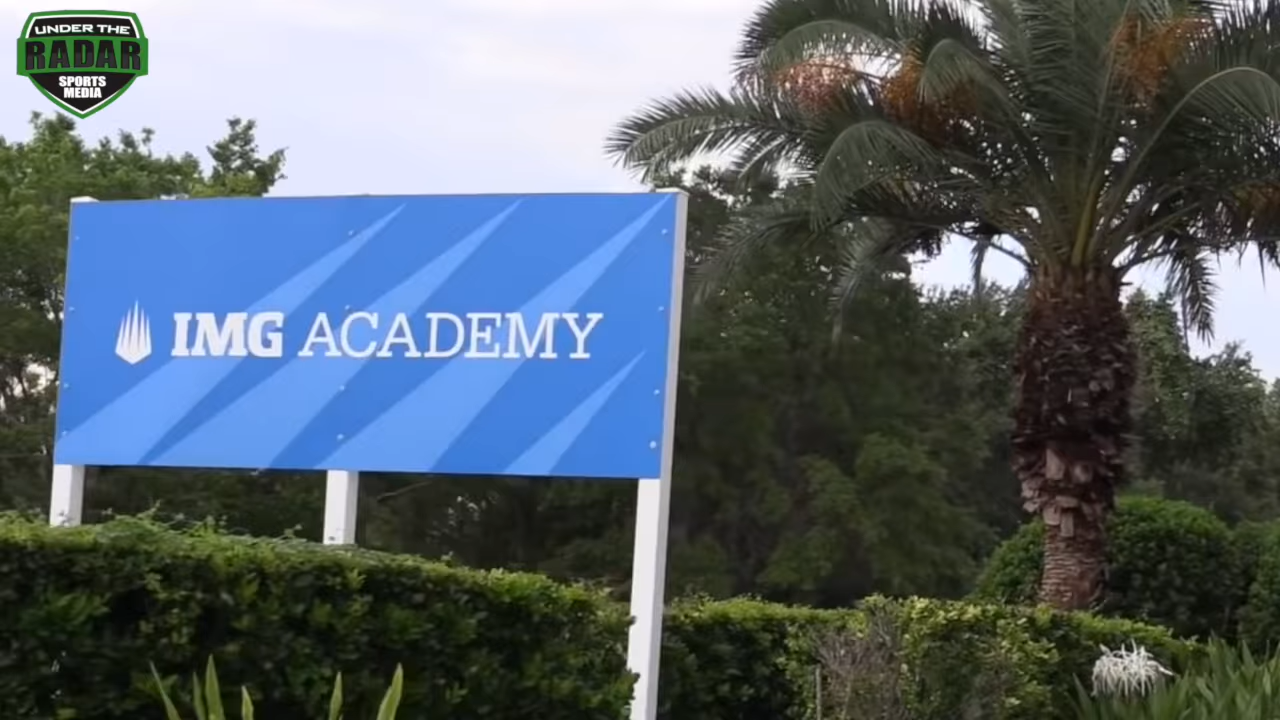 UNDER THE
RADAR
SPORTS
MEDIA
IMG ACADEMY